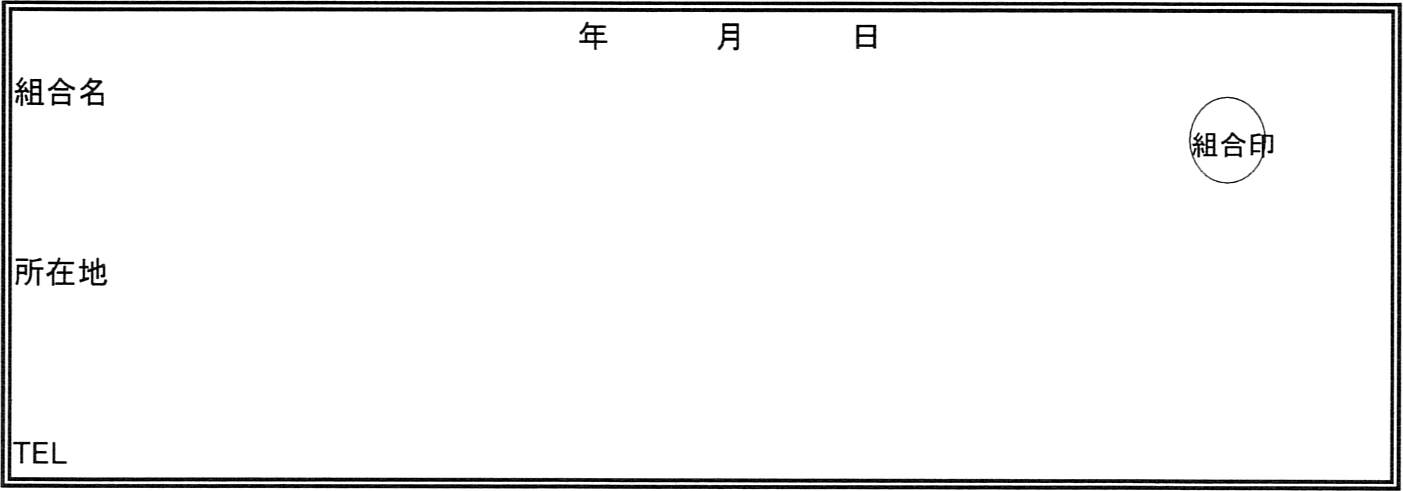 年 月 日
組合名
組合印
所在地
TEL